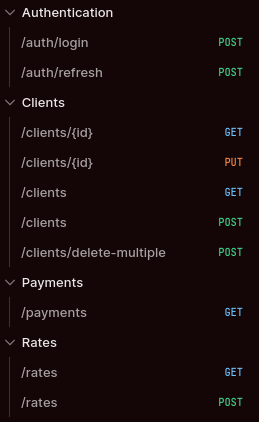 Authentication
/auth/login POST
/auth/refresh POST
Clients
/clients/{id} GET
/clients/{id} PUT
/clients GET
/clients POST
/clients/delete-multiple POST
Payments
/payments GET
Rates
/rates GET
/rates POST